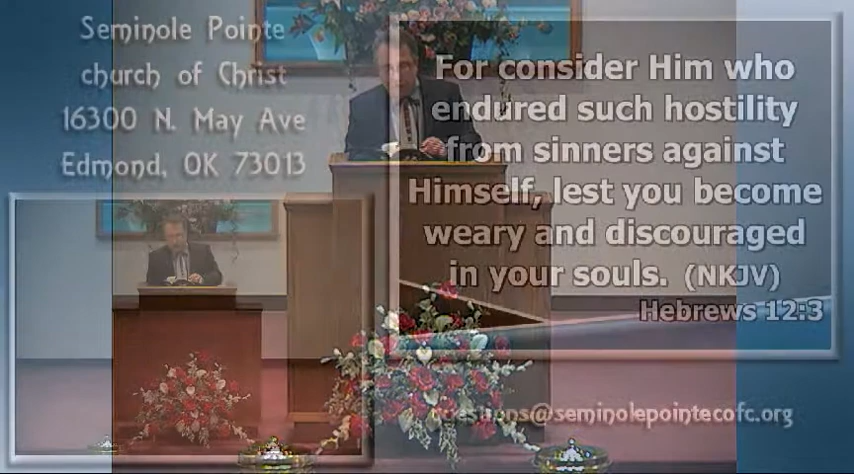 Seminole Pointe
church of Christ
16300 N. May Ave
Edmond, OK 73013
For consider Him who
endured such hostility
from sinners against
Himself, lest you become
weary and discouraged
in your souls. (NKJV)
Hebrews 12:3
questions@seminolepointecofc.org